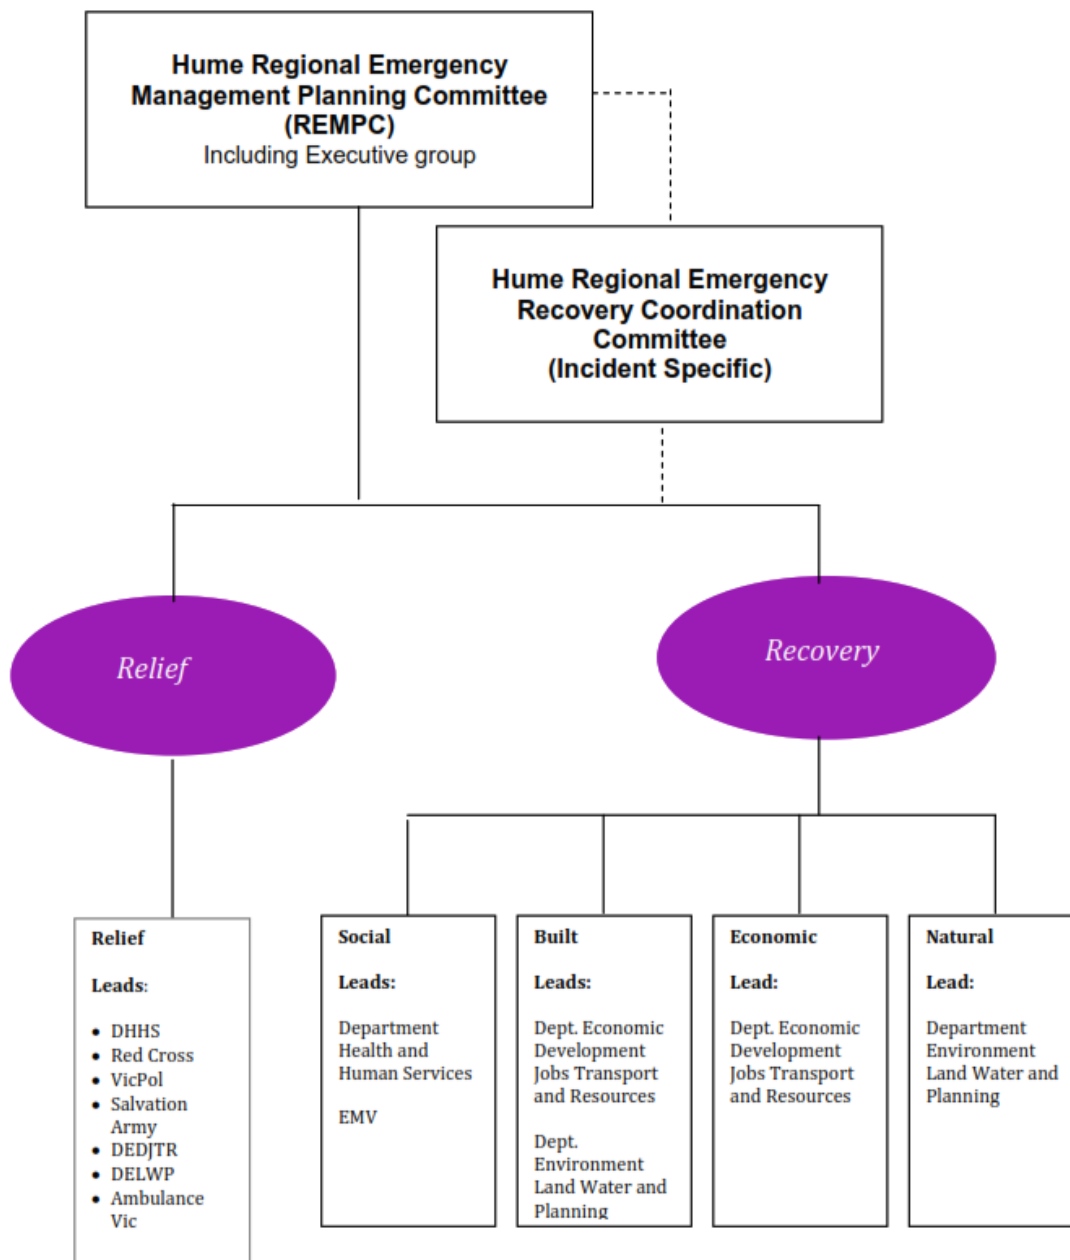 Hume Regional Emergency
Management Planning Committee
(REMPC)
Including Executive group
Hume Regional Emergency
Recovery Coordination
Committee
(Incident Specific)
Relief
Recovery
Relief
Leads:
• DHHS
• Red Cross
• VicPol
• Salvation
Army
• DEDJTR
• DELWP
• Ambulance
Vic
Social
Leads:
Department
Health and
Human Services
EMV
Built
Leads:
Dept. Economic
Development
Jobs Transport
and Resources
Dept.
Environment
Land Water and
Planning
Economic
Lead:
Dept. Economic
Development
Jobs Transport
and Resources
Natural
Lead:
Department
Environment
Land Water and
Planning